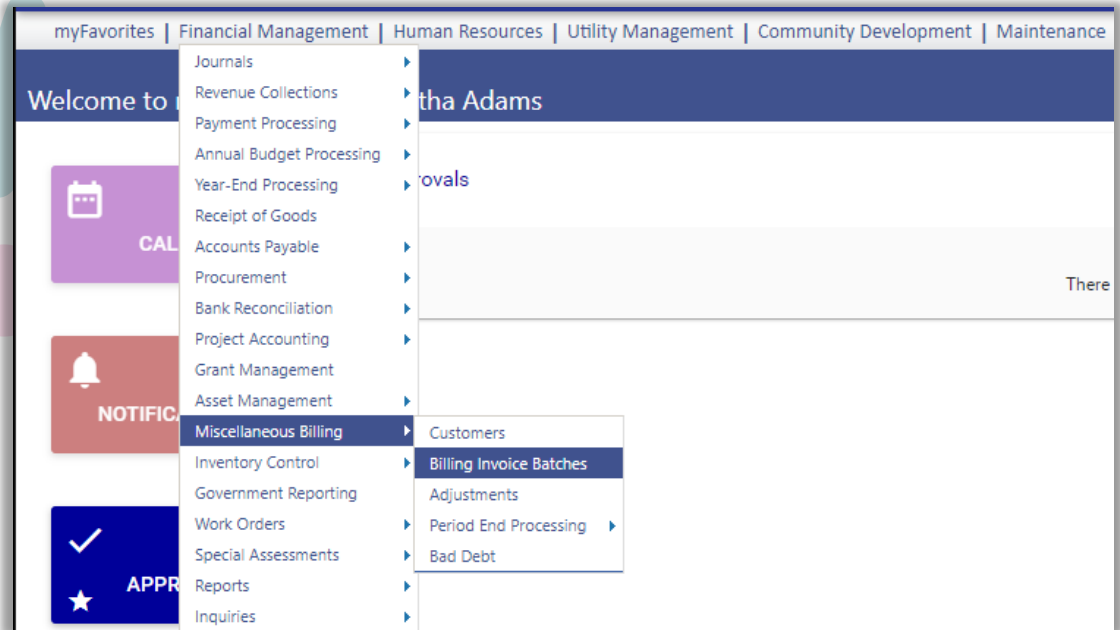 myFavorites | Financial Management | Human Resources | Utility Management | Community Development | Maintenance
Welcome to tha Adams
Journals
Revenue Collections
Payment Processing
Annual Budget Processing
Year-End Processing
Receipt of Goods
Accounts Payable
Procurement
Bank Reconciliation
Project Accounting
Grant Management
Asset Management
Miscellaneous Billing
Inventory Control
Government Reporting
Work Orders
Special Assessments
Reports
Inquiries
Customers
Billing Invoice Batches
Adjustments
Period End Processing
Bad Debt
rovals
There
CAL
NOTIFIC
APPR